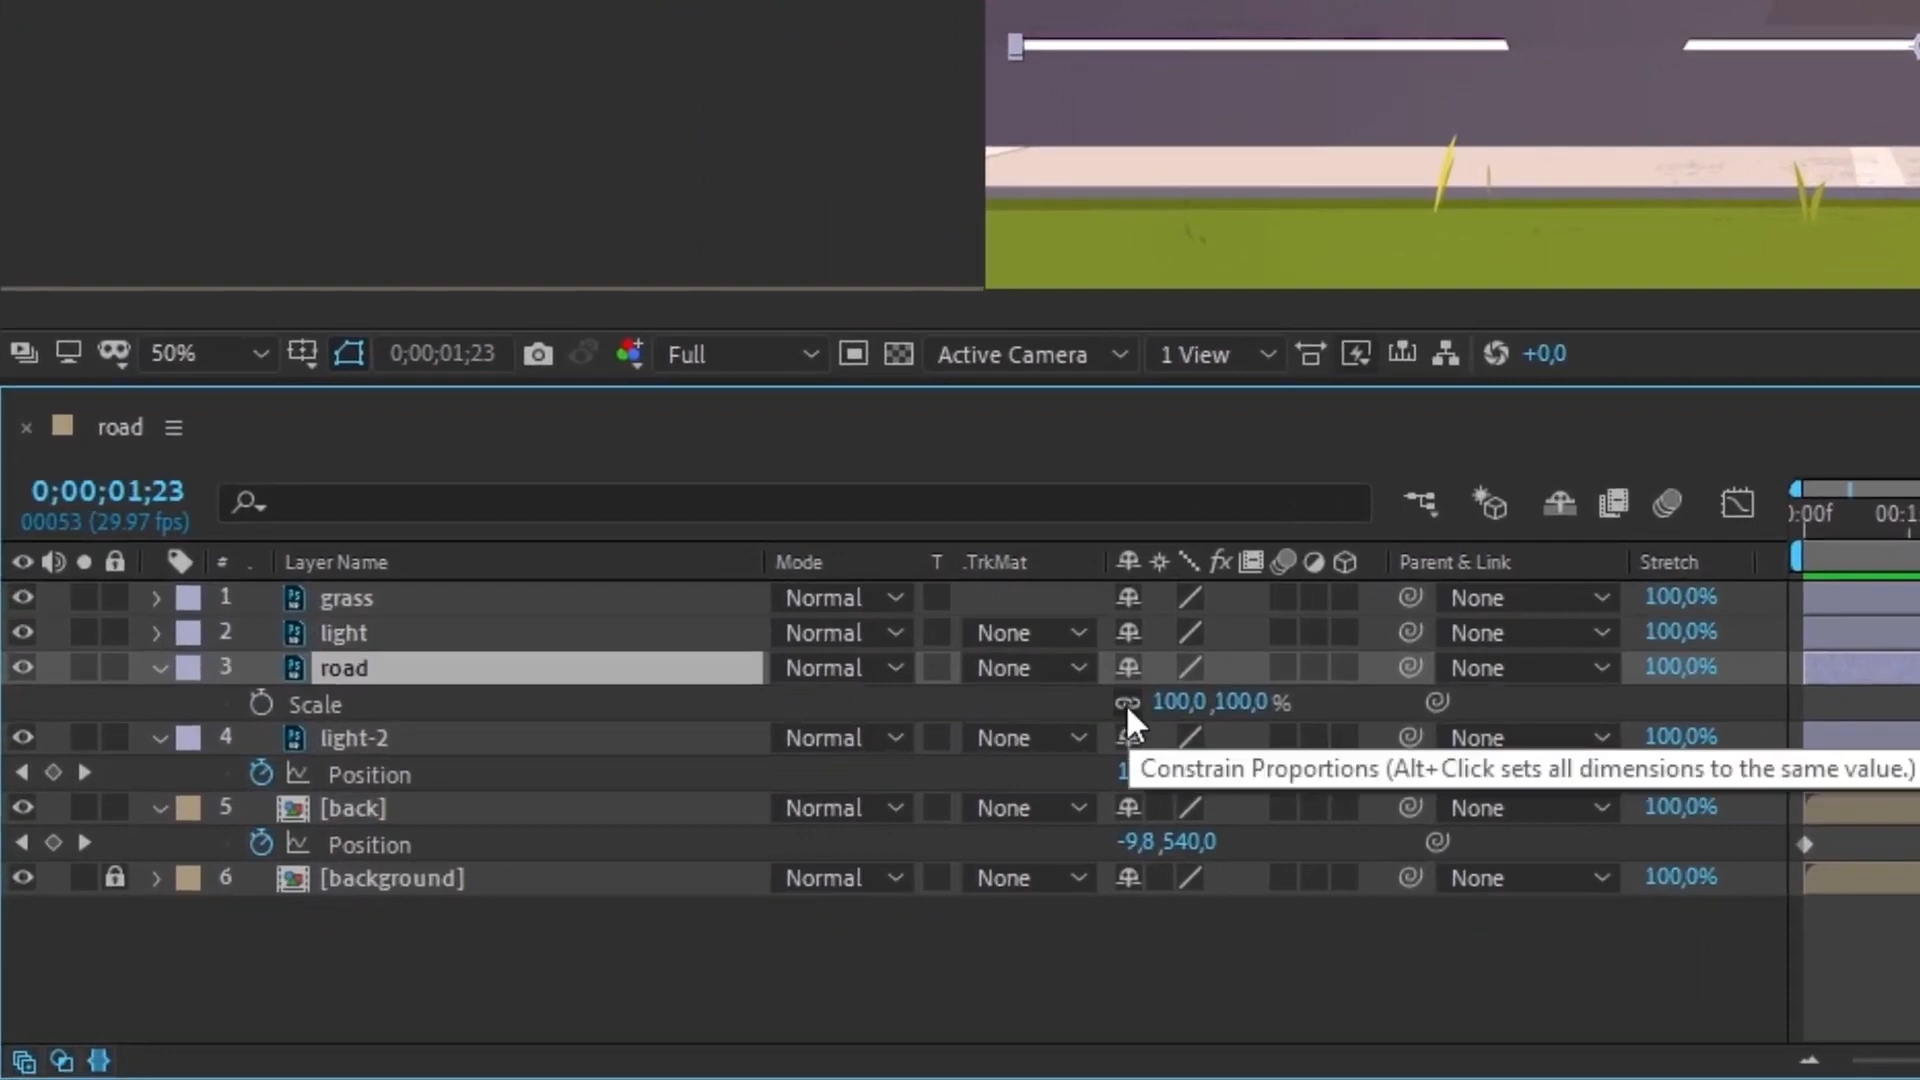 50% 0;00;01;23 Full Active Camera 1 View +0,0
× road
0;00;01;23
00053 (29.97 fps)
):00f 00:1
# . Layer Name Mode T .TrkMat fx Parent & Link Stretch
1 grass Normal None 100,0%
2 light Normal None None 100,0%
3 road Normal None None 100,0%
Scale 100,0 ,100,0 %
4 light-2 Normal None None 100,0%
Position 1
Constrain Proportions (Alt+Click sets all dimensions to the same value.)
5 [back] Normal None None 100,0%
Position -9,8 ,540,0
6 [background] Normal None None 100,0%